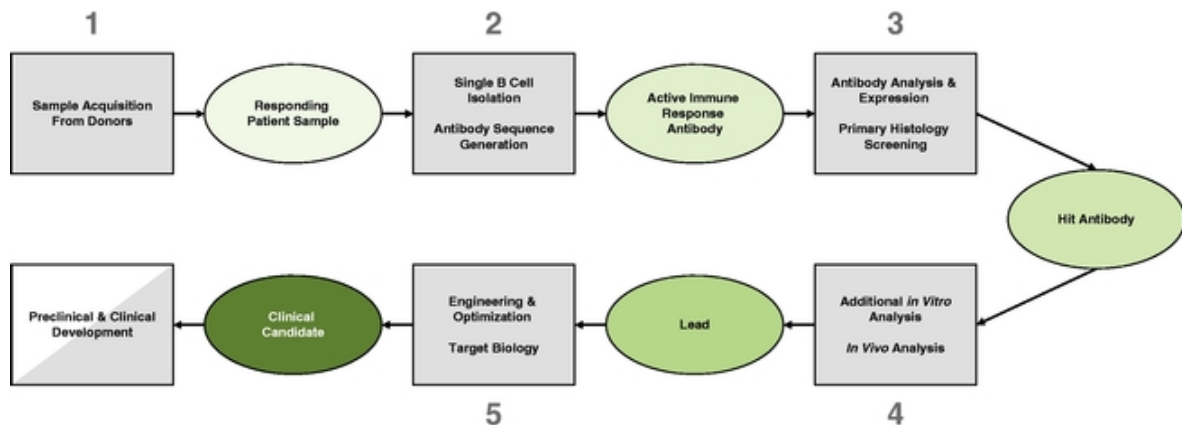 1
2
3
Sample Acquisition
From Donors
Responding
Patient Sample
Single B Cell
Isolation
Antibody Sequence
Generation
Active Immune
Response
Antibody
Antibody Analysis &
Expression
Primary Histology
Screening
Hit Antibody
Additional in Vitro
Analysis
In Vivo Analysis
4
Lead
Engineering &
Optimization
Target Biology
5
Clinical
Candidate
Preclinical & Clinical
Development